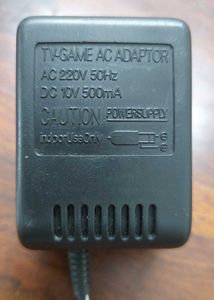 TV-GAME AC ADAPTOR
AC 220V 50Hz
DC 10V 500mA
CAUTION POWERSUPPLY
indoor Use Only